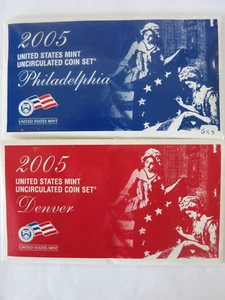 2005
UNITED STATES MINT
UNCIRCULATED COIN SET®
Philadelphia
UNITED STATES MINT
2005
UNITED STATES MINT
UNCIRCULATED COIN SET®
Denver
UNITED STATES MINT